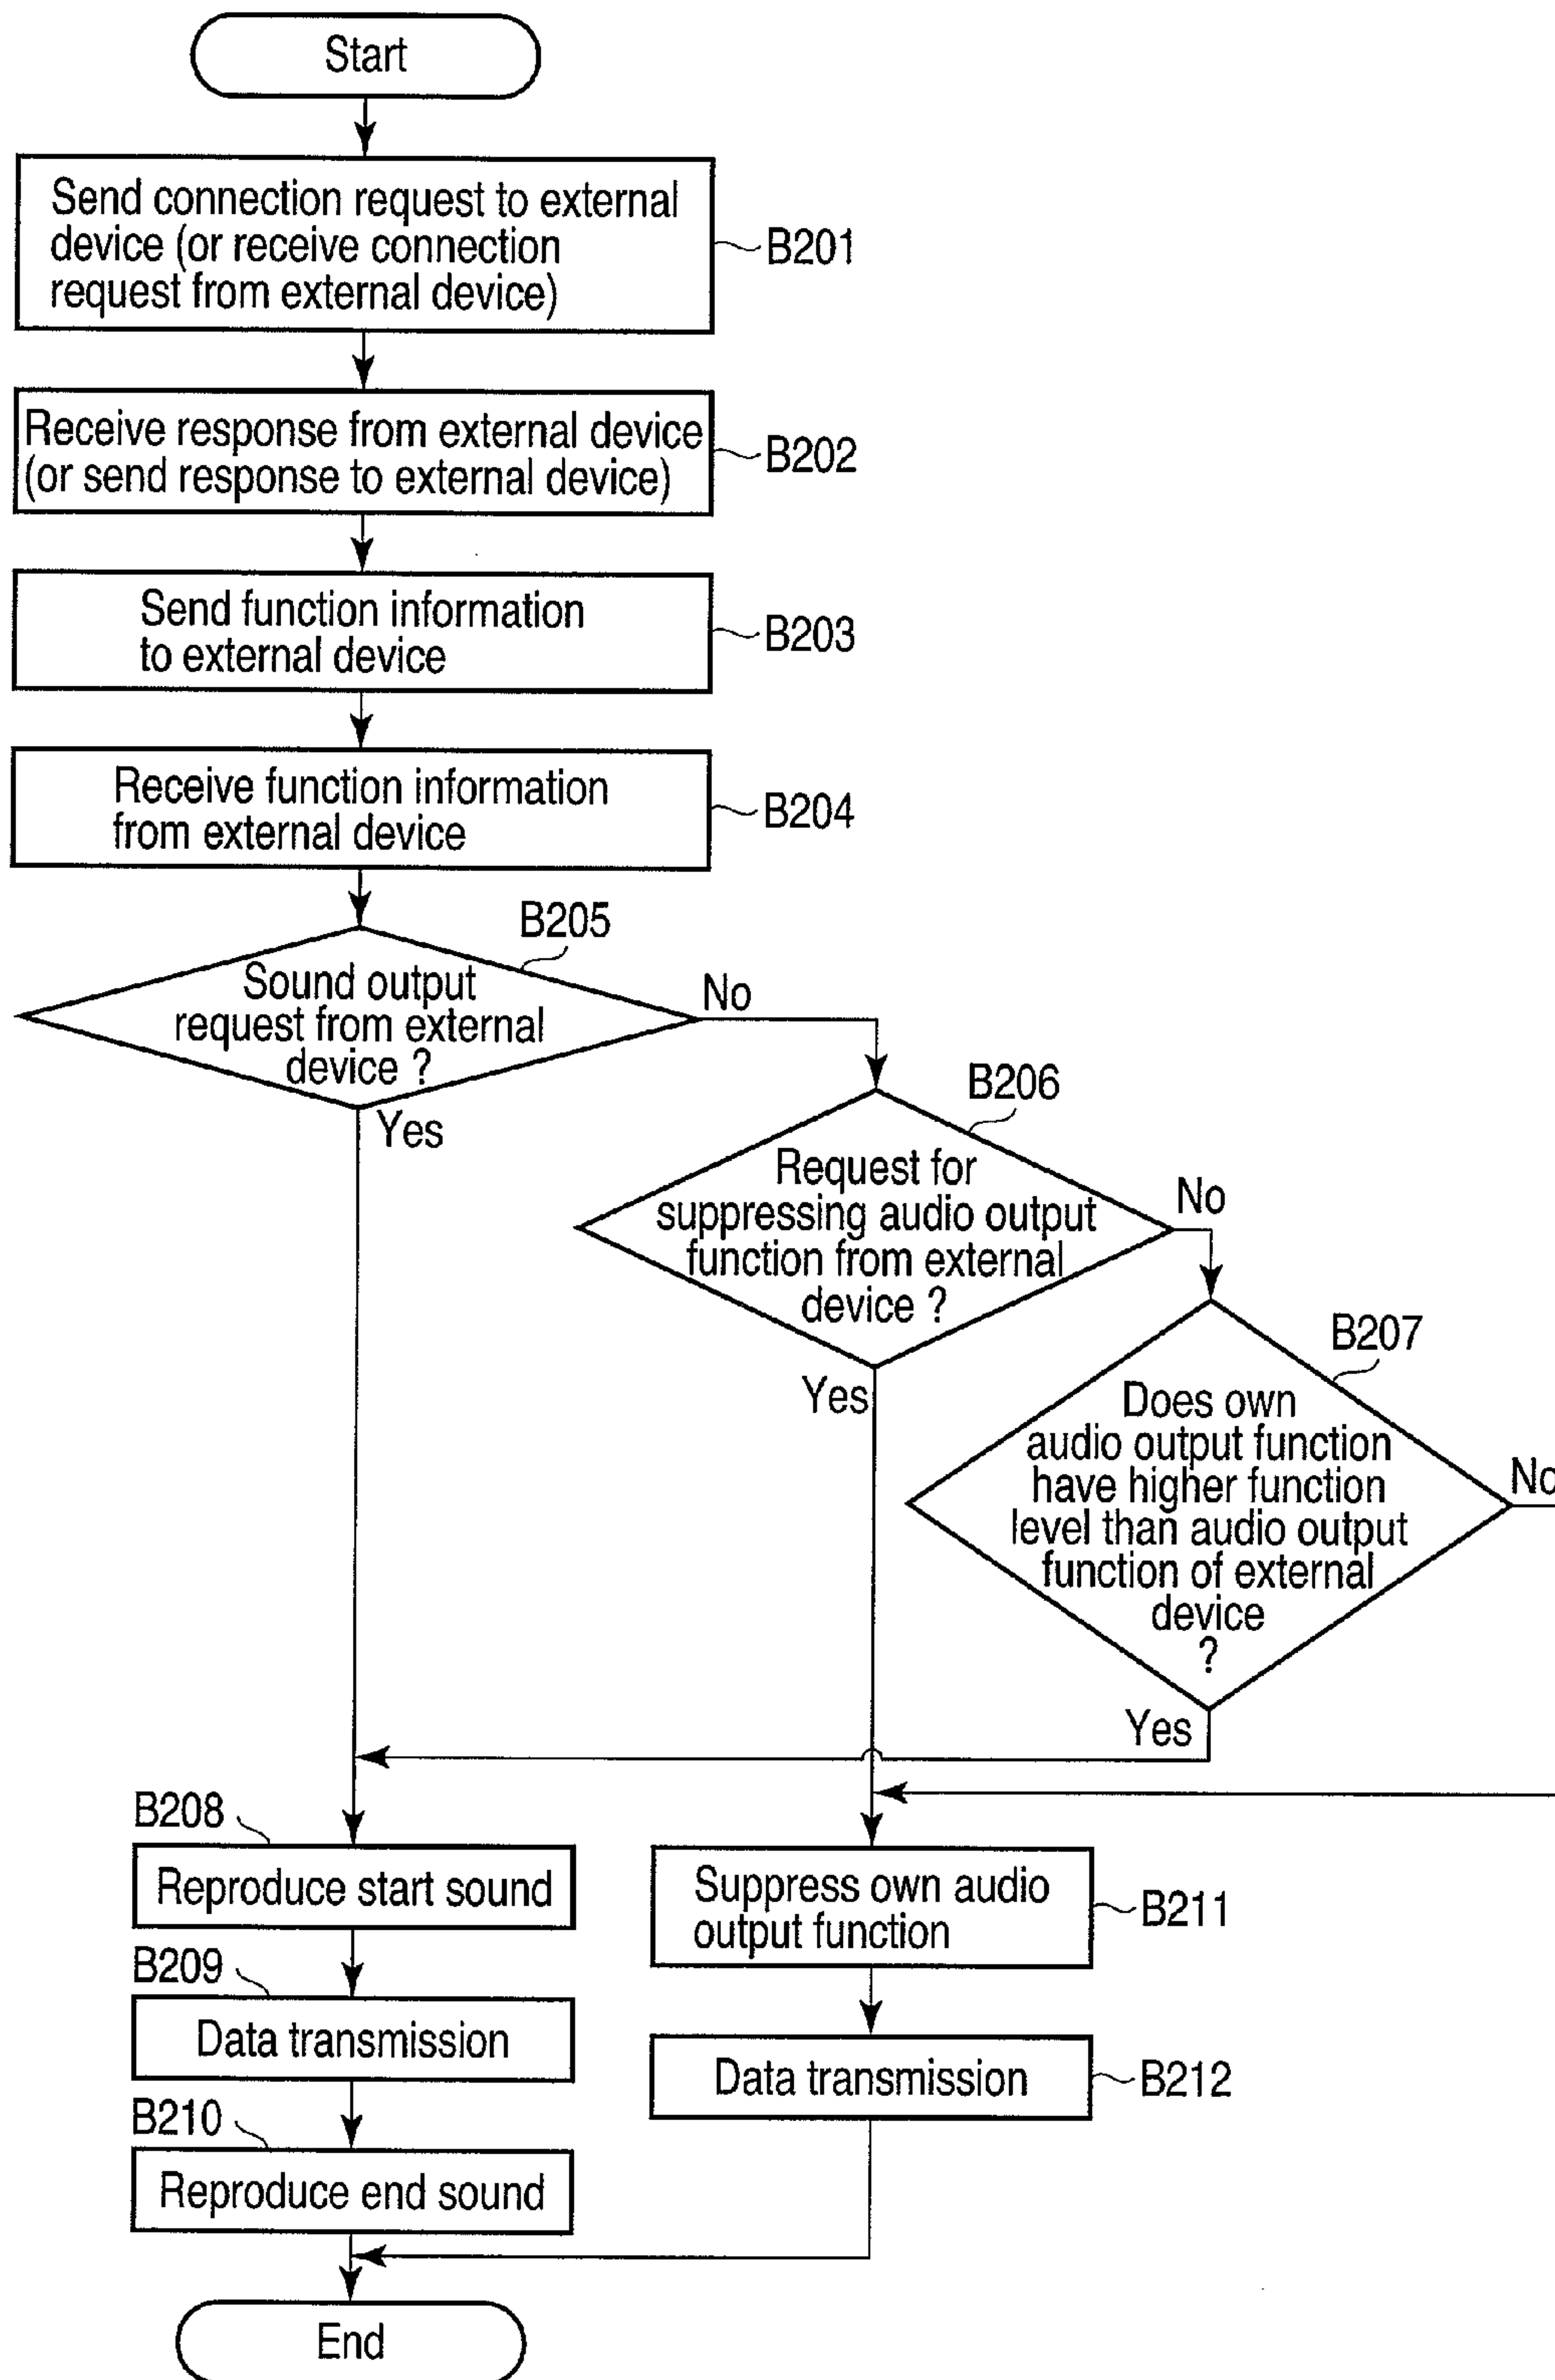 Start
Send connection request to external
device (or receive connection
request from external device)
B201
Receive response from external device
(or send response to external device)
B202
Send function information
to external device
B203
Receive function information
from external device
B204
B205
Sound output
request from external
device ?
No
Yes
B206
Request for
suppressing audio output
function from external
device ?
No
Yes
B207
Does own
audio output function
have higher function
level than audio output
function of external
device
?
No
Yes
B208
Reproduce start sound
B209
Data transmission
B210
Reproduce end sound
Suppress own audio
output function
B211
Data transmission
B212
End